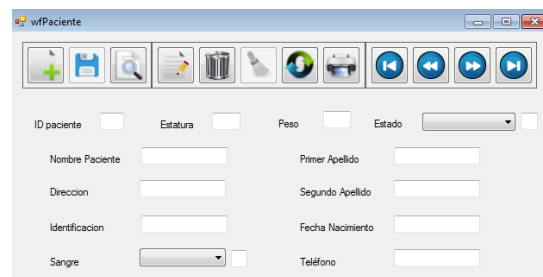 wfPaciente
ID paciente Estatura Peso Estado
Nombre Paciente Primer Apellido
Direccion Segundo Apellido
Identificacion Fecha Nacimiento
Sangre Teléfono